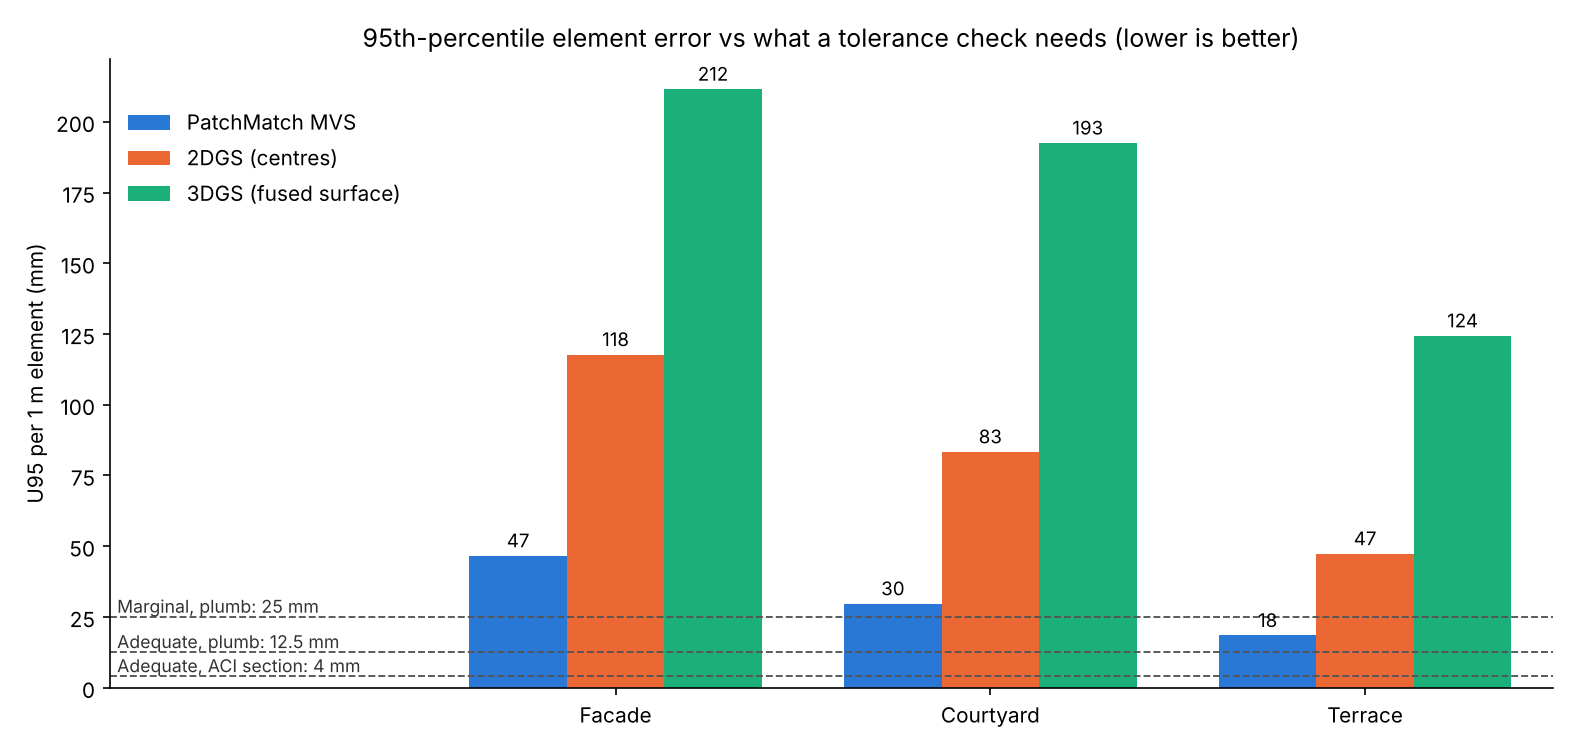 95th-percentile element error vs what a tolerance check needs (lower is better)
U95 per 1 m element (mm)
200
175
150
125
100
75
50
25
0
PatchMatch MVS
2DGS (centres)
3DGS (fused surface)
Marginal, plumb: 25 mm
Adequate, plumb: 12.5 mm
Adequate, ACI section: 4 mm
47
118
212
30
83
193
18
47
124
Facade
Courtyard
Terrace